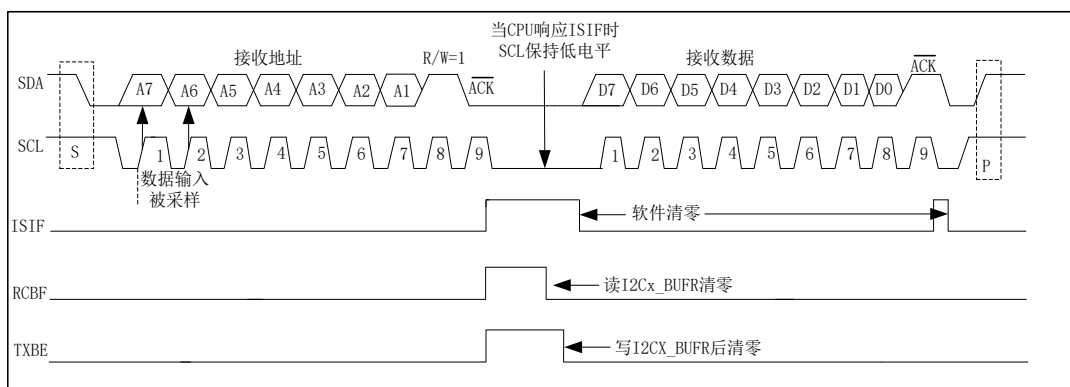 当CPU响应ISIF时
SCL保持低电平
接收地址
R/W=1
接收数据
ACK
SDA
A7 A6 A5 A4 A3 A2 A1
ACK
D7 D6 D5 D4 D3 D2 D1 D0
SCL
S
1 2 3 4 5 6 7 8 9
1 2 3 4 5 6 7 8 9
P
数据输入
被采样
ISIF
软件清零
RCBF
读I2Cx_BUFR清零
TXBE
写I2CX_BUFR后清零